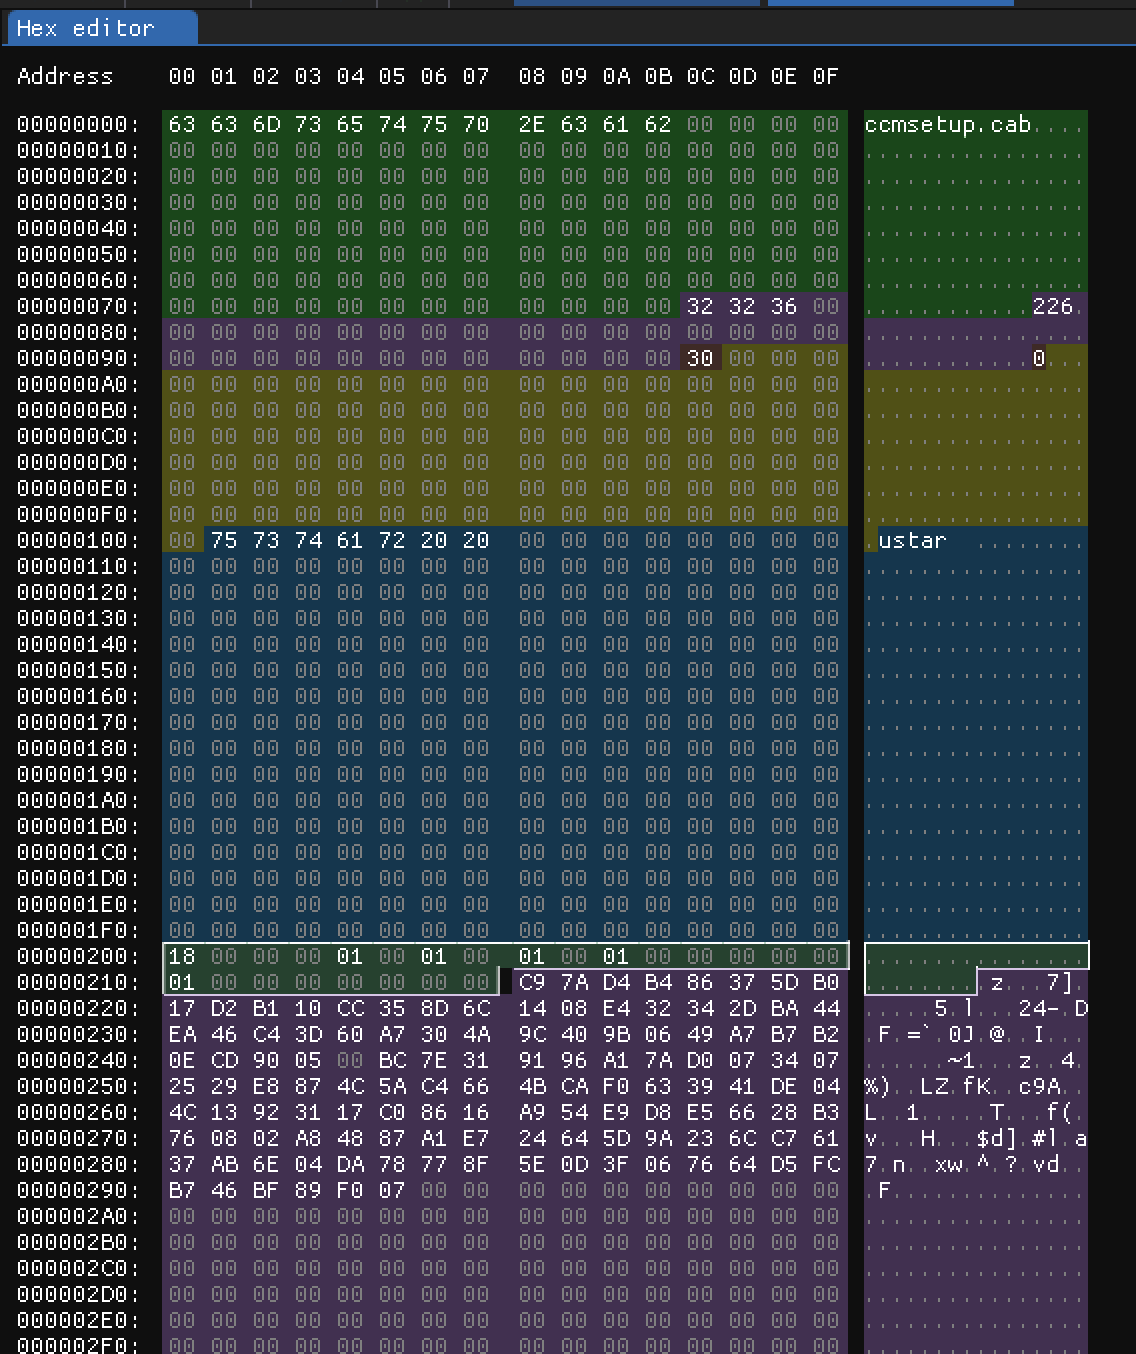 Hex editor
Address 00 01 02 03 04 05 06 07 08 09 0A 0B 0C 0D 0E 0F
00000000: 63 63 6D 73 65 74 75 70 2E 63 61 62 00 00 00 00 ccmsetup.cab....
00000010: 00 00 00 00 00 00 00 00 00 00 00 00 00 00 00 00 ................
00000020: 00 00 00 00 00 00 00 00 00 00 00 00 00 00 00 00 ................
00000030: 00 00 00 00 00 00 00 00 00 00 00 00 00 00 00 00 ................
00000040: 00 00 00 00 00 00 00 00 00 00 00 00 00 00 00 00 ................
00000050: 00 00 00 00 00 00 00 00 00 00 00 00 00 00 00 00 ................
00000060: 00 00 00 00 00 00 00 00 00 00 00 00 00 00 00 00 ................
00000070: 00 00 00 00 00 00 00 00 00 00 00 00 32 32 36 00 ............226.
00000080: 00 00 00 00 00 00 00 00 00 00 00 00 00 00 00 00 ................
00000090: 00 00 00 00 00 00 00 00 00 00 00 00 30 00 00 00 ............0...
000000A0: 00 00 00 00 00 00 00 00 00 00 00 00 00 00 00 00 ................
000000B0: 00 00 00 00 00 00 00 00 00 00 00 00 00 00 00 00 ................
000000C0: 00 00 00 00 00 00 00 00 00 00 00 00 00 00 00 00 ................
000000D0: 00 00 00 00 00 00 00 00 00 00 00 00 00 00 00 00 ................
000000E0: 00 00 00 00 00 00 00 00 00 00 00 00 00 00 00 00 ................
000000F0: 00 00 00 00 00 00 00 00 00 00 00 00 00 00 00 00 ................
00000100: 00 75 73 74 61 72 20 20 00 00 00 00 00 00 00 00 .ustar  ........
00000110: 00 00 00 00 00 00 00 00 00 00 00 00 00 00 00 00 ................
00000120: 00 00 00 00 00 00 00 00 00 00 00 00 00 00 00 00 ................
00000130: 00 00 00 00 00 00 00 00 00 00 00 00 00 00 00 00 ................
00000140: 00 00 00 00 00 00 00 00 00 00 00 00 00 00 00 00 ................
00000150: 00 00 00 00 00 00 00 00 00 00 00 00 00 00 00 00 ................
00000160: 00 00 00 00 00 00 00 00 00 00 00 00 00 00 00 00 ................
00000170: 00 00 00 00 00 00 00 00 00 00 00 00 00 00 00 00 ................
00000180: 00 00 00 00 00 00 00 00 00 00 00 00 00 00 00 00 ................
00000190: 00 00 00 00 00 00 00 00 00 00 00 00 00 00 00 00 ................
000001A0: 00 00 00 00 00 00 00 00 00 00 00 00 00 00 00 00 ................
000001B0: 00 00 00 00 00 00 00 00 00 00 00 00 00 00 00 00 ................
000001C0: 00 00 00 00 00 00 00 00 00 00 00 00 00 00 00 00 ................
000001D0: 00 00 00 00 00 00 00 00 00 00 00 00 00 00 00 00 ................
000001E0: 00 00 00 00 00 00 00 00 00 00 00 00 00 00 00 00 ................
000001F0: 00 00 00 00 00 00 00 00 00 00 00 00 00 00 00 00 ................
00000200: 18 00 00 00 01 00 01 00 01 00 01 00 00 00 00 00 ................
00000210: 01 00 00 00 00 00 00 00 C9 7A D4 B4 86 37 5D B0 .........z...7].
00000220: 17 D2 B1 10 CC 35 8D 6C 14 08 E4 32 34 2D BA 44 .....5.l...24-.D
00000230: EA 46 C4 3D 60 A7 30 4A 9C 40 9B 06 49 A7 B7 B2 .F.=`.0J.@..I...
00000240: 0E CD 90 05 00 BC 7E 31 91 96 A1 7A D0 07 34 07 ......~1...z..4.
00000250: 25 29 E8 87 4C 5A C4 66 4B CA F0 63 39 41 DE 04 %)..LZ.fK..c9A..
00000260: 4C 13 92 31 17 C0 86 16 A9 54 E9 D8 E5 66 28 B3 L..1.....T...f(.
00000270: 76 08 02 A8 48 87 A1 E7 24 64 5D 9A 23 6C C7 61 v...H...$d].#l.a
00000280: 37 AB 6E 04 DA 78 77 8F 5E 0D 3F 06 76 64 D5 FC 7.n..xw.^.?.vd..
00000290: B7 46 BF 89 F0 07 00 00 00 00 00 00 00 00 00 00 .F..............
000002A0: 00 00 00 00 00 00 00 00 00 00 00 00 00 00 00 00 ................
000002B0: 00 00 00 00 00 00 00 00 00 00 00 00 00 00 00 00 ................
000002C0: 00 00 00 00 00 00 00 00 00 00 00 00 00 00 00 00 ................
000002D0: 00 00 00 00 00 00 00 00 00 00 00 00 00 00 00 00 ................
000002E0: 00 00 00 00 00 00 00 00 00 00 00 00 00 00 00 00 ................
000002F0: 00 00 00 00 00 00 00 00 00 00 00 00 00 00 00 00 ................